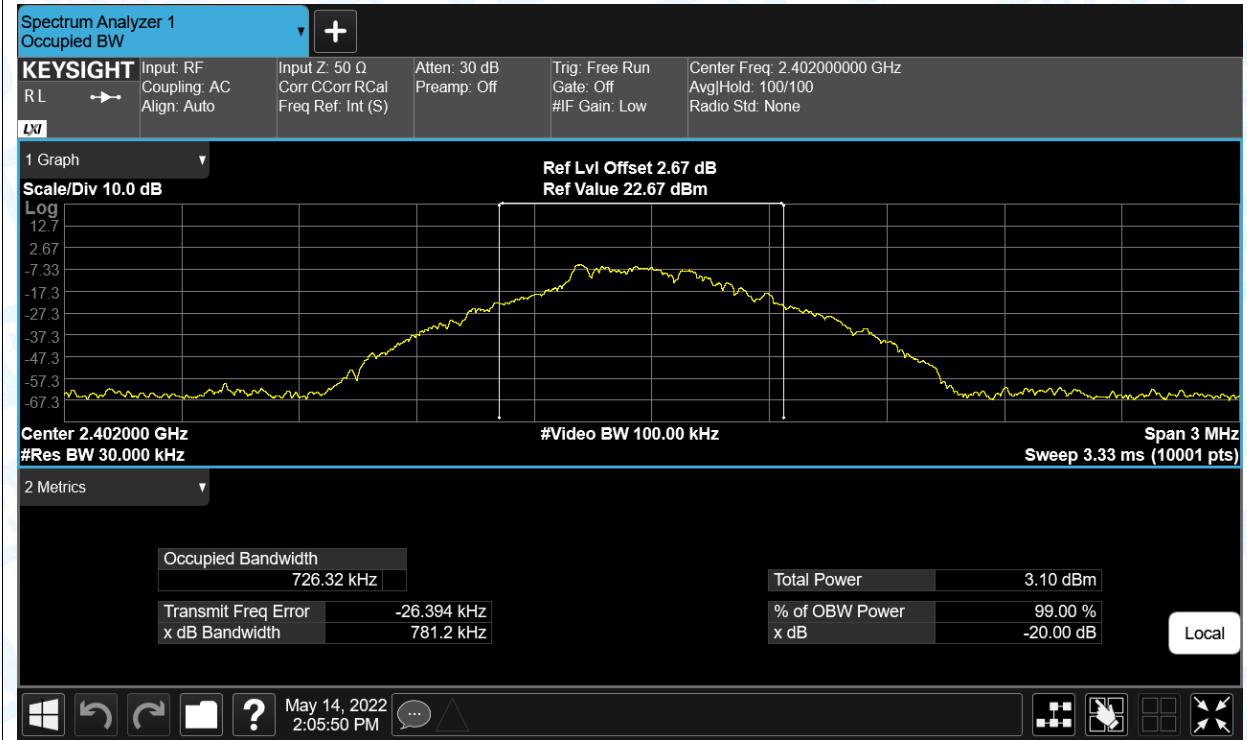 Spectrum Analyzer 1
Occupied BW
KEYSIGHT
R L
LXI
Input: RF
Coupling: AC
Align: Auto
Input Z: 50 Ω
Corr CCorr RCal
Freq Ref: Int (S)
Atten: 30 dB
Preamp: Off
Trig: Free Run
Gate: Off
#IF Gain: Low
Center Freq: 2.402000000 GHz
Avg|Hold: 100/100
Radio Std: None
1 Graph
Scale/Div 10.0 dB
Ref Lvl Offset 2.67 dB
Ref Value 22.67 dBm
Log
12.7
2.67
-7.33
-17.3
-27.3
-37.3
-47.3
-57.3
-67.3
Center 2.402000 GHz
#Res BW 30.000 kHz
#Video BW 100.00 kHz
Span 3 MHz
Sweep 3.33 ms (10001 pts)
2 Metrics
Occupied Bandwidth
726.32 kHz
Transmit Freq Error -26.394 kHz
x dB Bandwidth 781.2 kHz
Total Power 3.10 dBm
% of OBW Power 99.00 %
x dB -20.00 dB
Local
?
May 14, 2022
2:05:50 PM